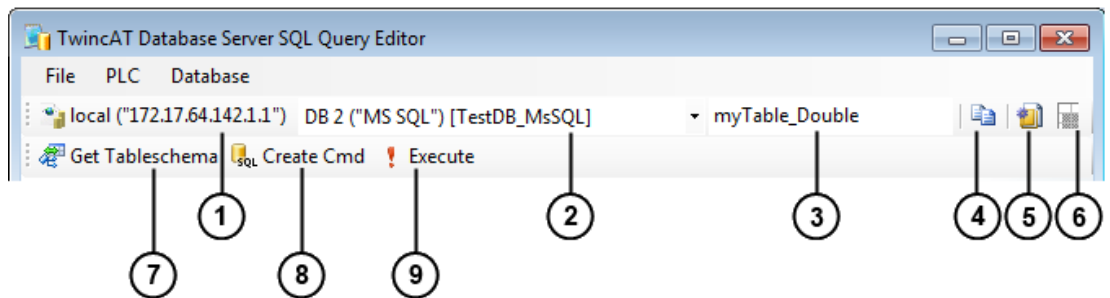 TwincAT Database Server SQL Query Editor
File PLC Database
local ("172.17.64.142.1.1") DB 2 ("MS SQL") [TestDB_MsSQL] myTable_Double
Get Tableschema SQL Create Cmd Execute
1 2 3 4 5 6
7 8 9